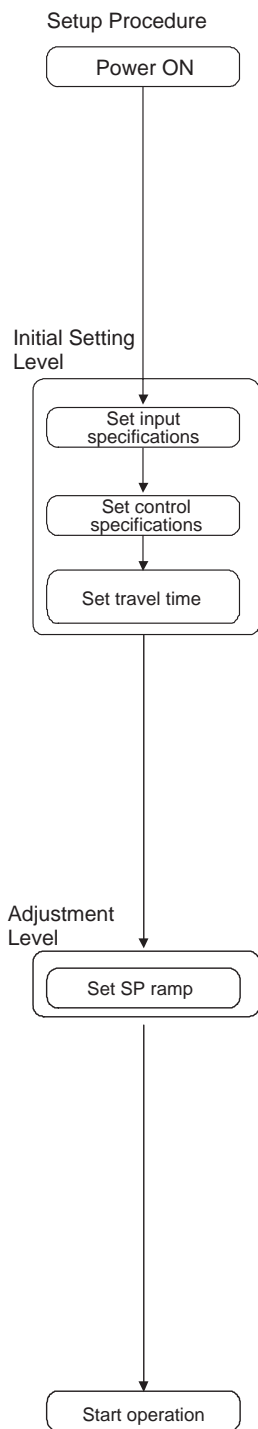 Setup Procedure
Power ON
Initial Setting
Level
Set input
specifications
Set control
specifications
Set travel time
Adjustment
Level
Set SP ramp
Start operation